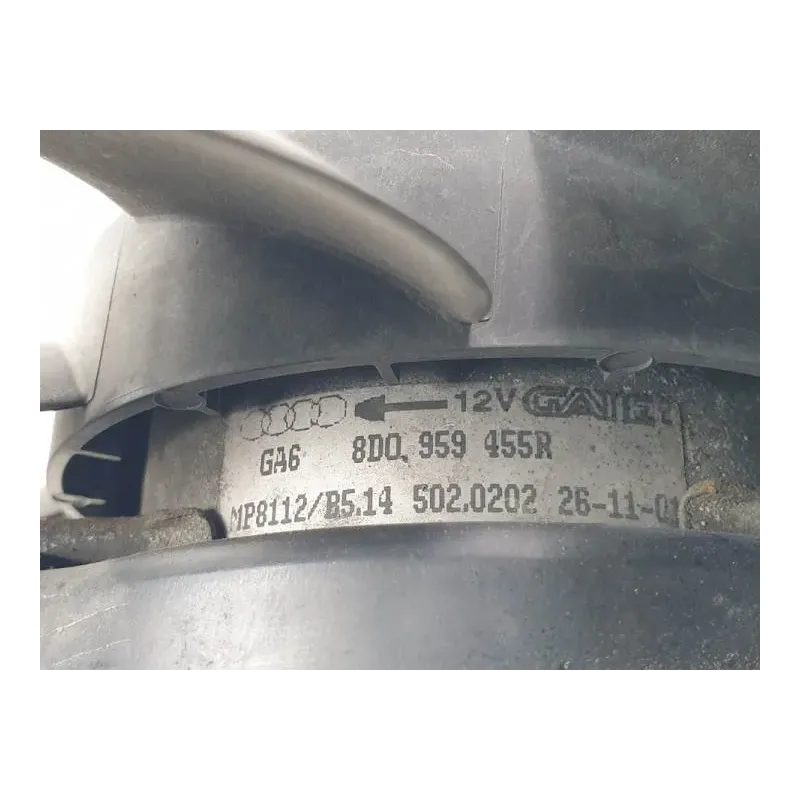 12V GATE
GA6 8D0.959 455R
MP8112/B5.14 502.0202 26-11-01